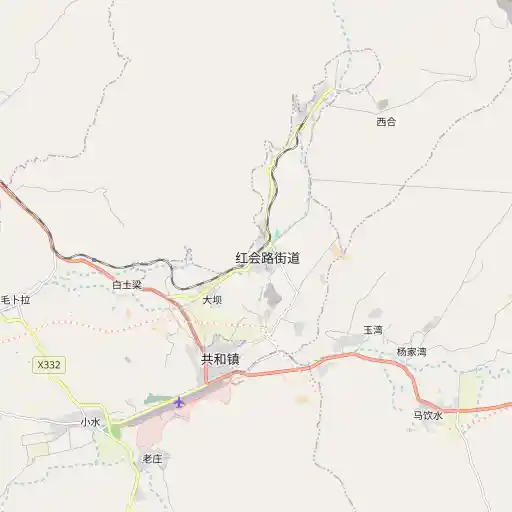 西合
红会路街道
白土梁
毛卜拉
大坝
玉湾
杨家湾
共和镇
X332
马饮水
小水
老庄